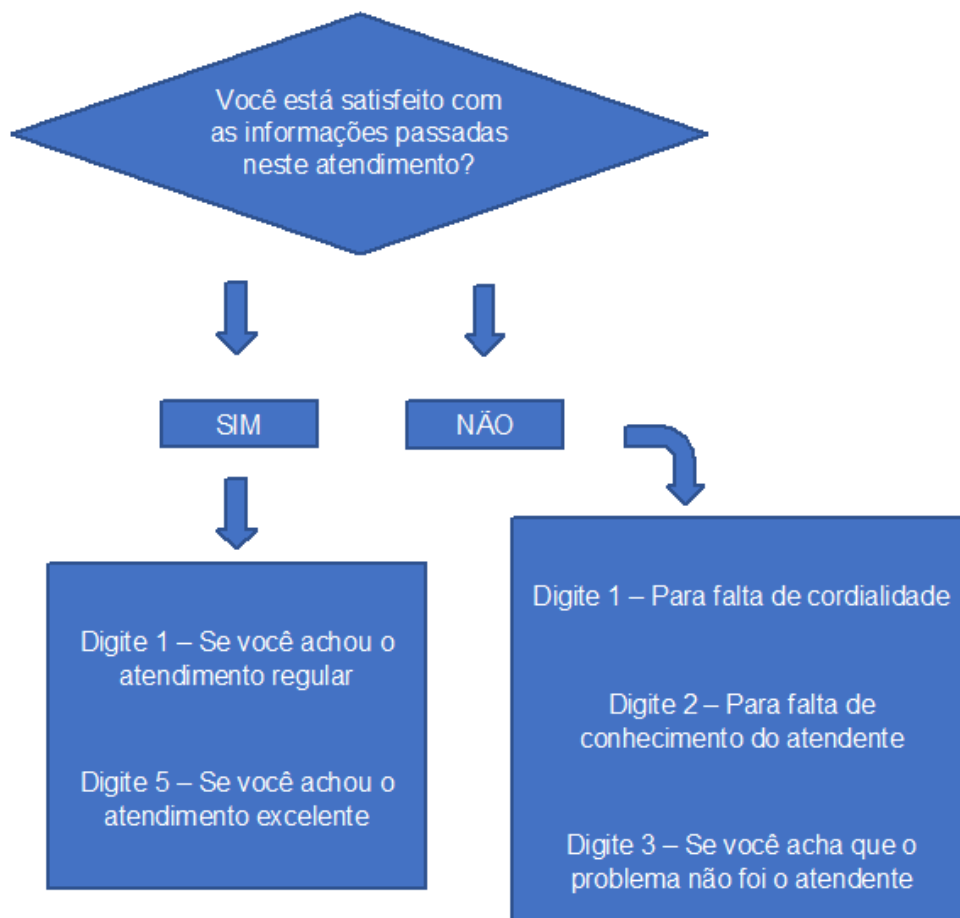 Você está satisfeito com
as informações passadas
neste atendimento?
SIM
NÃO
Digite 1 – Se você achou o
atendimento regular
Digite 5 – Se você achou o
atendimento excelente
Digite 1 – Para falta de cordialidade
Digite 2 – Para falta de
conhecimento do atendente
Digite 3 – Se você acha que o
problema não foi o atendente